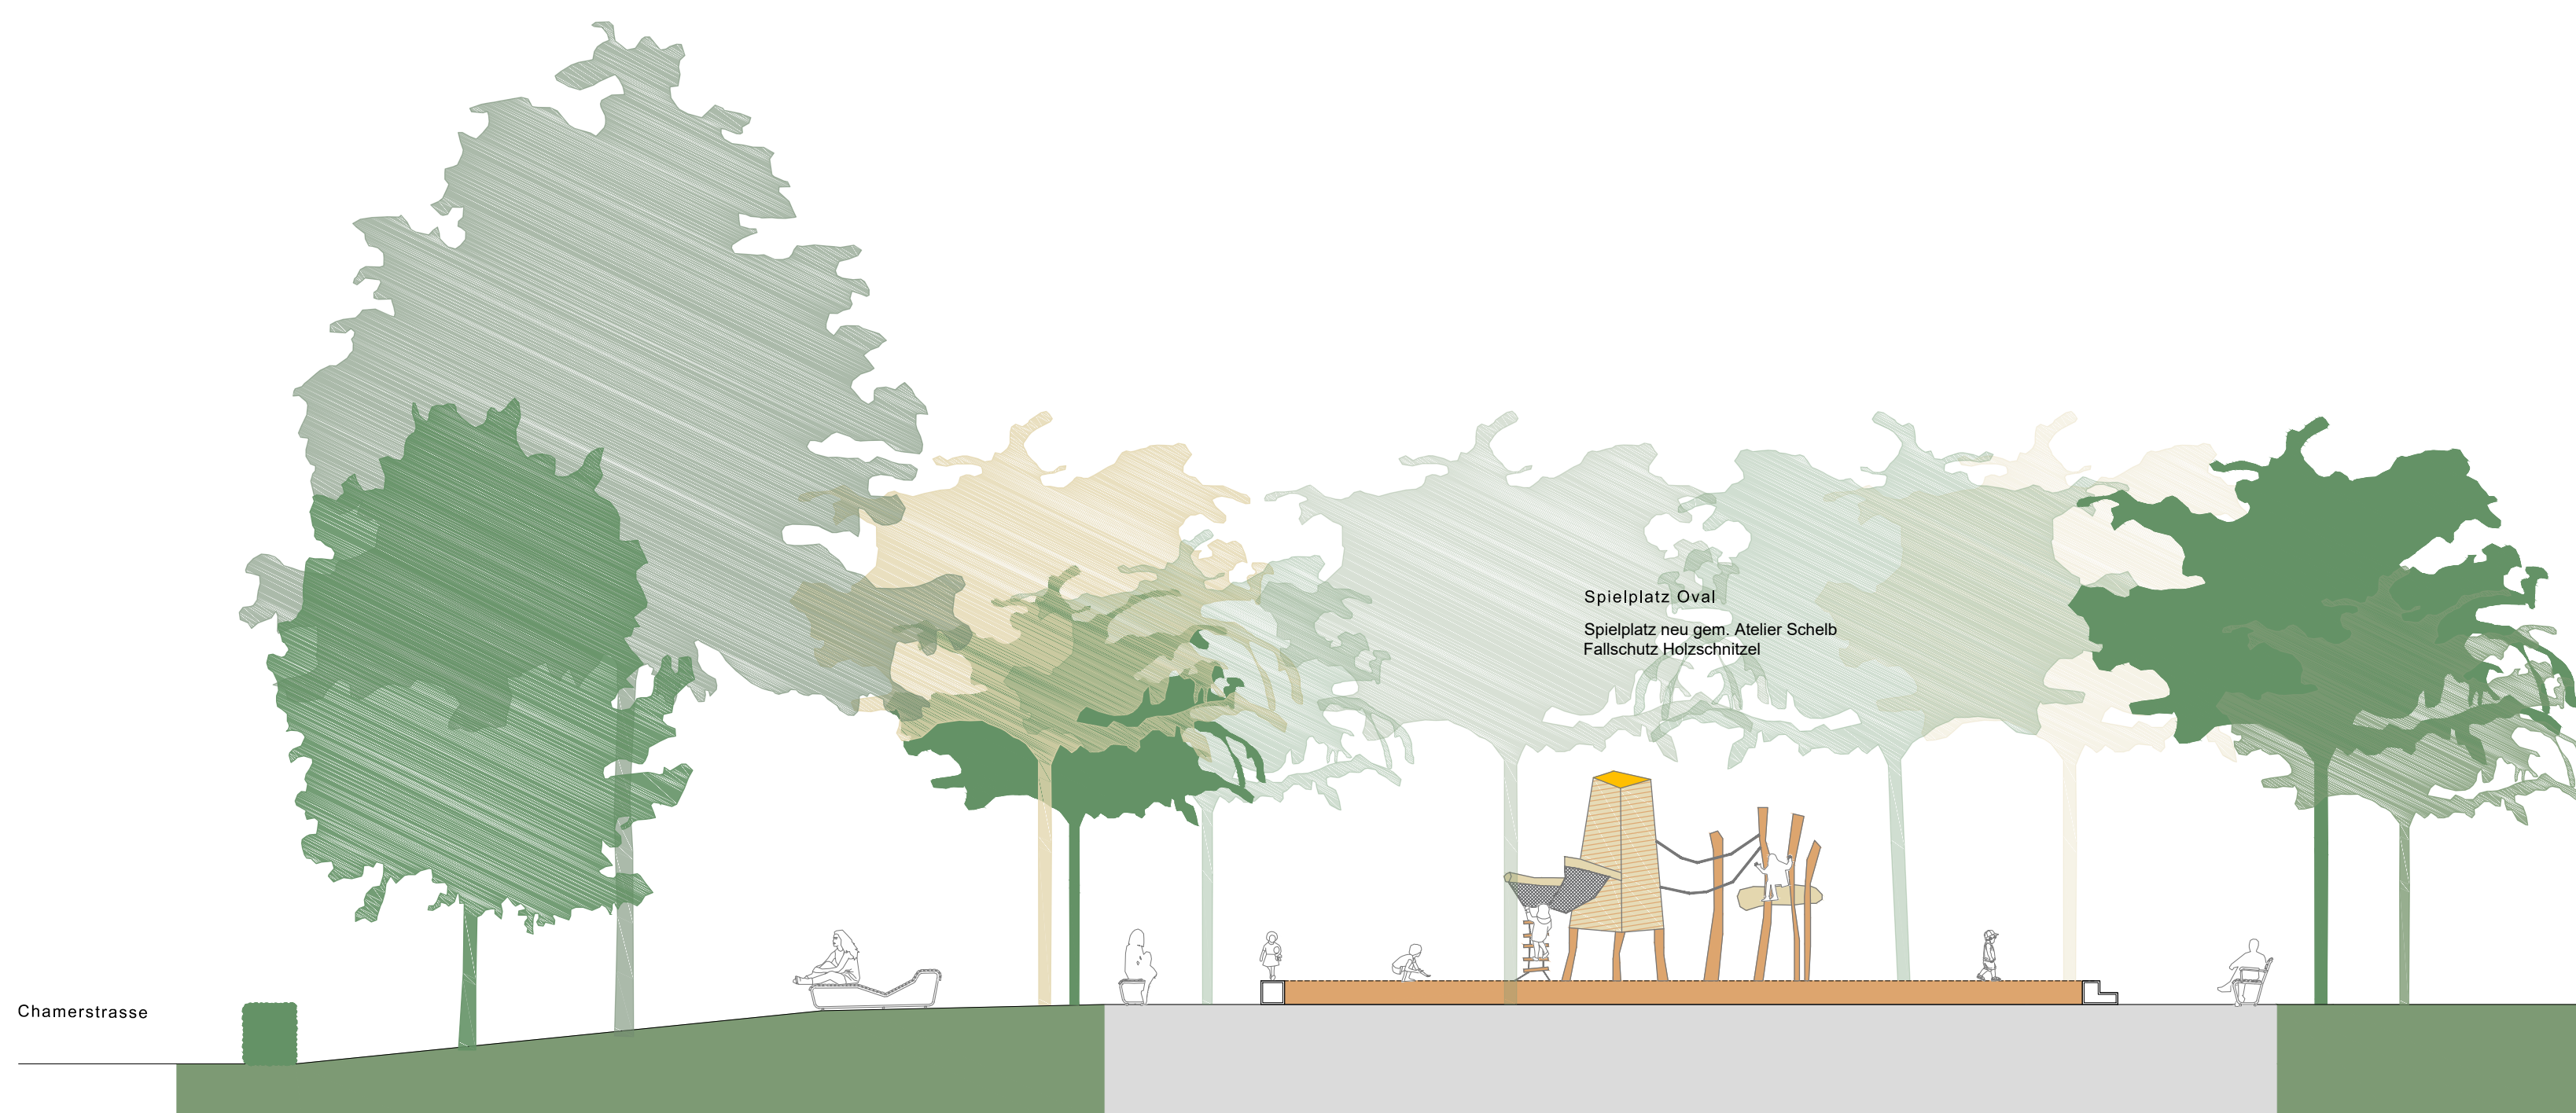 Spielplatz Oval
Spielplatz neu gem. Atelier Schelb
Fallschutz Holzschnitzel
Chamerstrasse